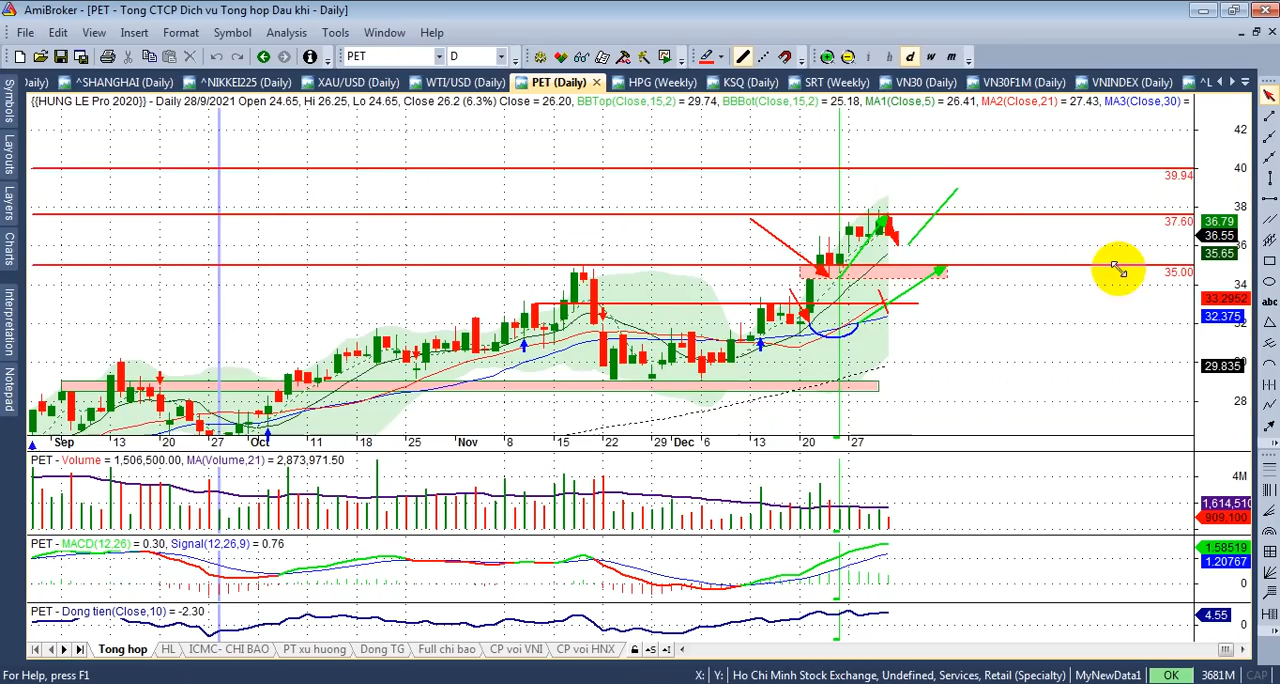 AmiBroker - [PET - Tong CTCP Dich vu Tong hop Dau khi - Daily]
File Edit View Insert Format Symbol Analysis Tools Window Help
PET D i h d w m
Daily) ^SHANGHAI (Daily) ^NIKKEI225 (Daily) XAU/USD (Daily) WTI/USD (Daily) PET (Daily) HPG (Weekly) KSQ (Daily) SRT (Weekly) VN30 (Daily) VN30F1M (Daily) VNINDEX (Daily) ^L
Symbols
Layouts
Layers
Charts
Interpretation
Notepad
abc
{{HUNG LE Pro 2020}} - Daily 28/9/2021 Open 24.65, Hi 26.25, Lo 24.65, Close 26.2 (6.3%) Close = 26.20, BBTop(Close,15,2) = 29.74, BBBot(Close,15,2) = 25.18, MA1(Close,5) = 26.41, MA2(Close,21) = 27.43, MA3(Close,30) =
42
40
39.94
38
37.60
36.79
36.55
36
35.65
35.00
34
33.2952
32.375
32
30
29.835
28
Sep 13 20 27 Oct 11 18 25 Nov 8 15 22 29 Dec 6 13 20 27
PET - Volume = 1,506,500.00, MA(Volume,21) = 2,873,971.50
4M
1,614,510
909,100
PET - MACD(12,26) = 0.30, Signal(12,26,9) = 0.76
1.58519
1.20767
0
PET - Dong tien(Close,10) = -2.30
4.55
0
Tong hop HL ICMC- CHI BAO PT xu huong Dong TG Full chi bao CP voi VNI CP voi HNX
For Help, press F1 X: Y: Ho Chi Minh Stock Exchange, Undefined, Services, Retail (Specialty) MyNewData1 OK 3681M CAP